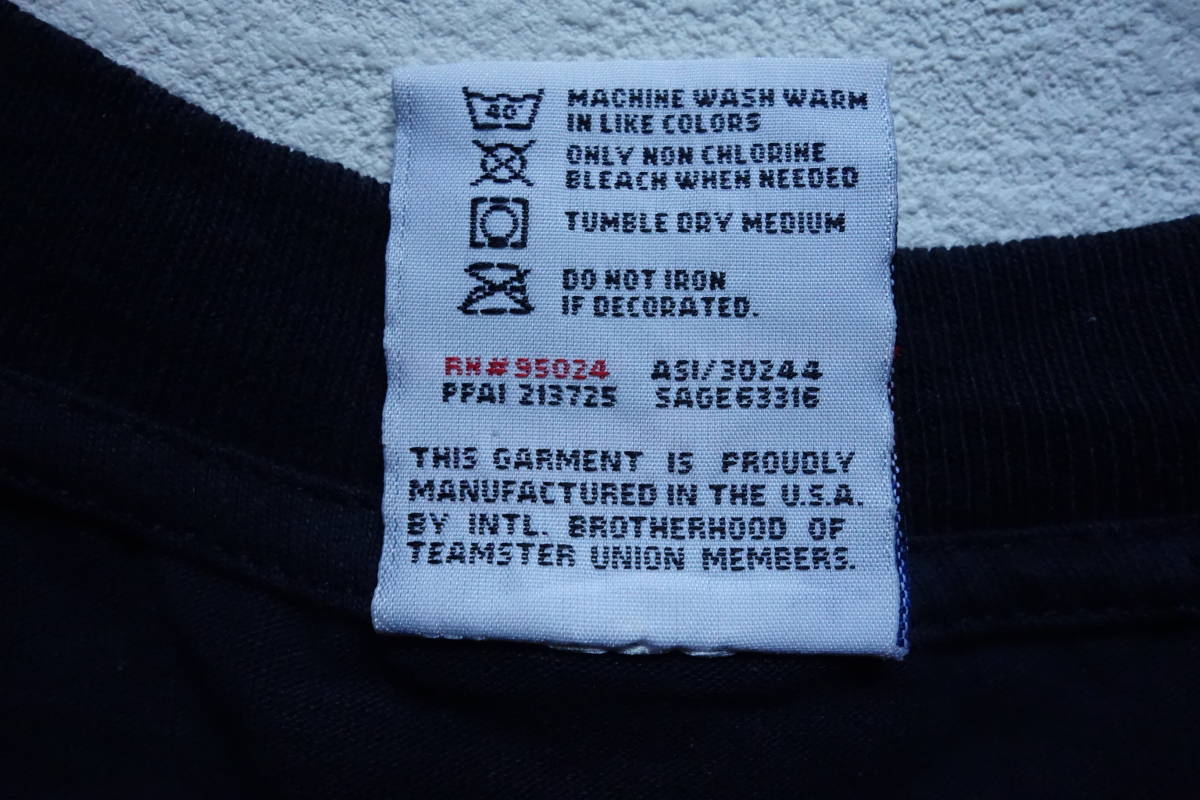 40° MACHINE WASH WARM
IN LIKE COLORS
ONLY NON CHLORINE
BLEACH WHEN NEEDED
TUMBLE DRY MEDIUM
DO NOT IRON
IF DECORATED.
RN#95024 ASI/30244
PPAI 213725 SAGE63316
THIS GARMENT IS PROUDLY
MANUFACTURED IN THE U.S.A.
BY INTL. BROTHERHOOD OF
TEAMSTER UNION MEMBERS.